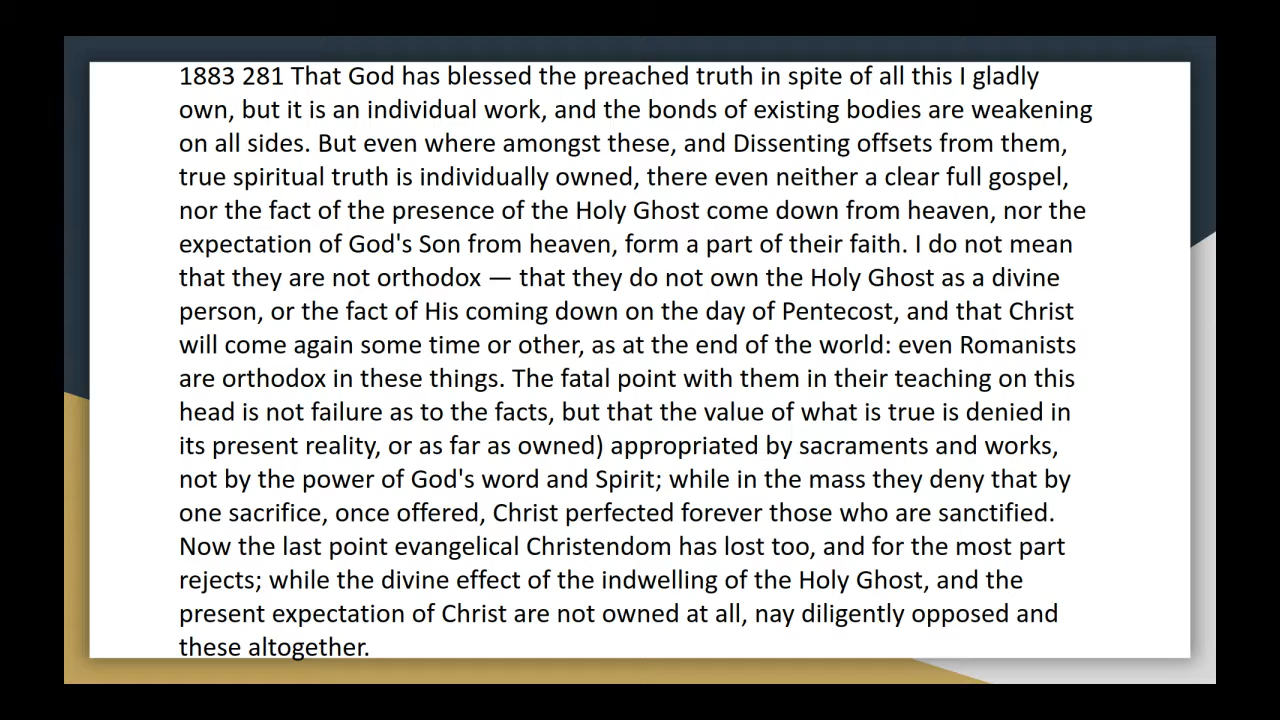 1883 281 That God has blessed the preached truth in spite of all this I gladly
own, but it is an individual work, and the bonds of existing bodies are weakening
on all sides. But even where amongst these, and Dissenting offsets from them,
true spiritual truth is individually owned, there even neither a clear full gospel,
nor the fact of the presence of the Holy Ghost come down from heaven, nor the
expectation of God's Son from heaven, form a part of their faith. I do not mean
that they are not orthodox — that they do not own the Holy Ghost as a divine
person, or the fact of His coming down on the day of Pentecost, and that Christ
will come again some time or other, as at the end of the world: even Romanists
are orthodox in these things. The fatal point with them in their teaching on this
head is not failure as to the facts, but that the value of what is true is denied in
its present reality, or as far as owned) appropriated by sacraments and works,
not by the power of God's word and Spirit; while in the mass they deny that by
one sacrifice, once offered, Christ perfected forever those who are sanctified.
Now the last point evangelical Christendom has lost too, and for the most part
rejects; while the divine effect of the indwelling of the Holy Ghost, and the
present expectation of Christ are not owned at all, nay diligently opposed and
these altogether.